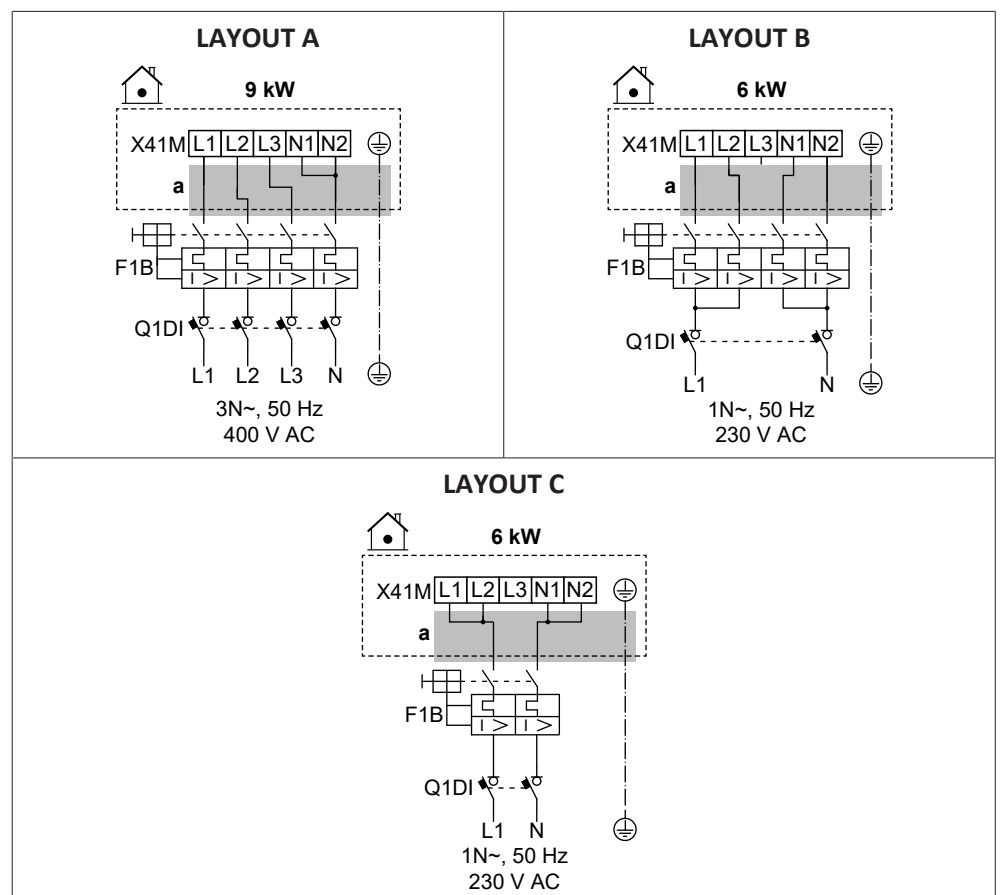 LAYOUT A
9 kW
X41M L1 L2 L3 N1 N2
a
F1B
I > I > I > I >
Q1DI
L1 L2 L3 N
3N~, 50 Hz
400 V AC
LAYOUT B
6 kW
X41M L1 L2 L3 N1 N2
a
F1B
I > I > I > I >
Q1DI
L1 N
1N~, 50 Hz
230 V AC
LAYOUT C
6 kW
X41M L1 L2 L3 N1 N2
a
F1B
I > I >
Q1DI
L1 N
1N~, 50 Hz
230 V AC